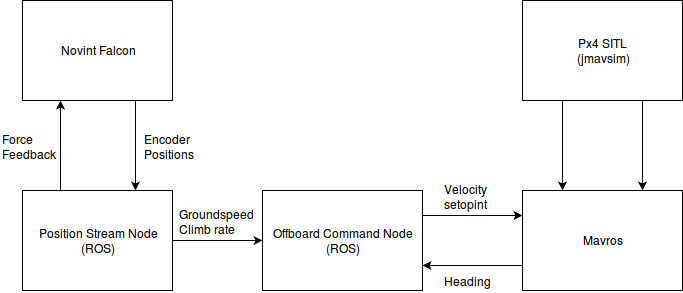 Novint Falcon
Px4 SITL
(jmavsim)
Force
Feedback
Encoder
Positions
Position Stream Node
(ROS)
Groundspeed
Climb rate
Offboard Command Node
(ROS)
Velocity
setopint
Heading
Mavros